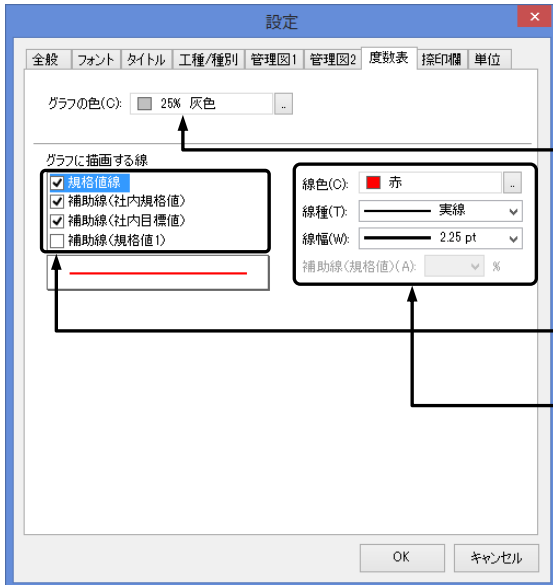 設定
全般 フォント タイトル 工種/種別 管理図1 管理図2 度数表 捺印欄 単位
グラフの色(C): 25% 灰色 ..
グラフに描画する線
規格値線
補助線(社内規格値)
補助線(社内目標値)
補助線(規格値1)
線色(C): 赤 ..
線種(T): 実線
線幅(W): 2.25 pt
補助線(規格値)(A): %
OK キャンセル